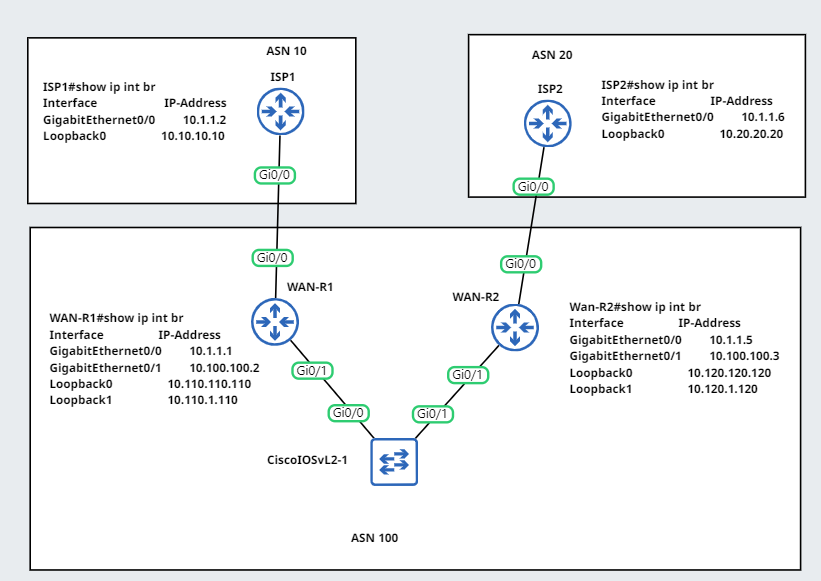 ASN 10
ISP1
ISP1#show ip int br
Interface IP-Address
GigabitEthernet0/0 10.1.1.2
Loopback0 10.10.10.10
Gi0/0
ASN 20
ISP2
ISP2#show ip int br
Interface IP-Address
GigabitEthernet0/0 10.1.1.6
Loopback0 10.20.20.20
Gi0/0
Gi0/0
WAN-R1
WAN-R1#show ip int br
Interface IP-Address
GigabitEthernet0/0 10.1.1.1
GigabitEthernet0/1 10.100.100.2
Loopback0 10.110.110.110
Loopback1 10.110.1.110
Gi0/1
Gi0/0
Gi0/0
WAN-R2
Wan-R2#show ip int br
Interface IP-Address
GigabitEthernet0/0 10.1.1.5
GigabitEthernet0/1 10.100.100.3
Loopback0 10.120.120.120
Loopback1 10.120.1.120
Gi0/1
Gi0/1
CiscoIOSvL2-1
ASN 100